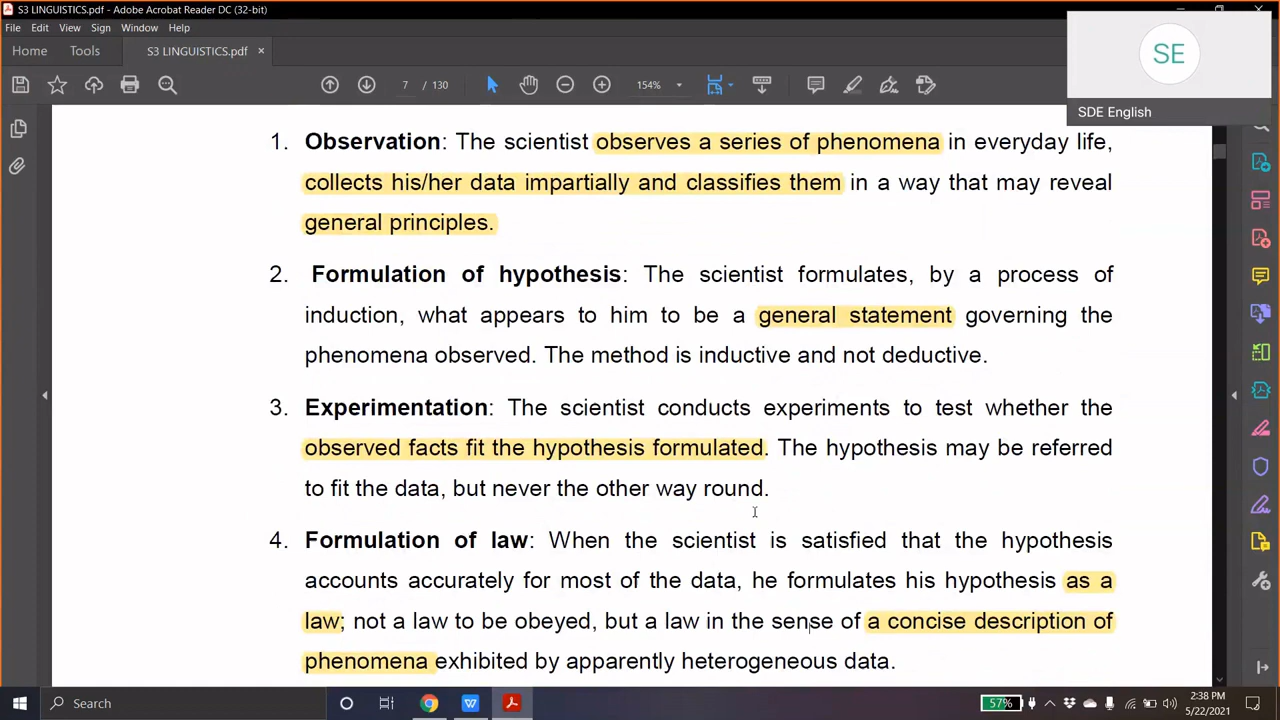 S3 LINGUISTICS.pdf - Adobe Acrobat Reader DC (32-bit)
File Edit View Sign Window Help
Home Tools S3 LINGUISTICS.pdf ×
7 / 130 154%
SE
SDE English
1. Observation: The scientist observes a series of phenomena in everyday life,
collects his/her data impartially and classifies them in a way that may reveal
general principles.
2. Formulation of hypothesis: The scientist formulates, by a process of
induction, what appears to him to be a general statement governing the
phenomena observed. The method is inductive and not deductive.
3. Experimentation: The scientist conducts experiments to test whether the
observed facts fit the hypothesis formulated. The hypothesis may be referred
to fit the data, but never the other way round.
4. Formulation of law: When the scientist is satisfied that the hypothesis
accounts accurately for most of the data, he formulates his hypothesis as a
law; not a law to be obeyed, but a law in the sense of a concise description of
phenomena exhibited by apparently heterogeneous data.
Search
57%
2:38 PM
5/22/2021